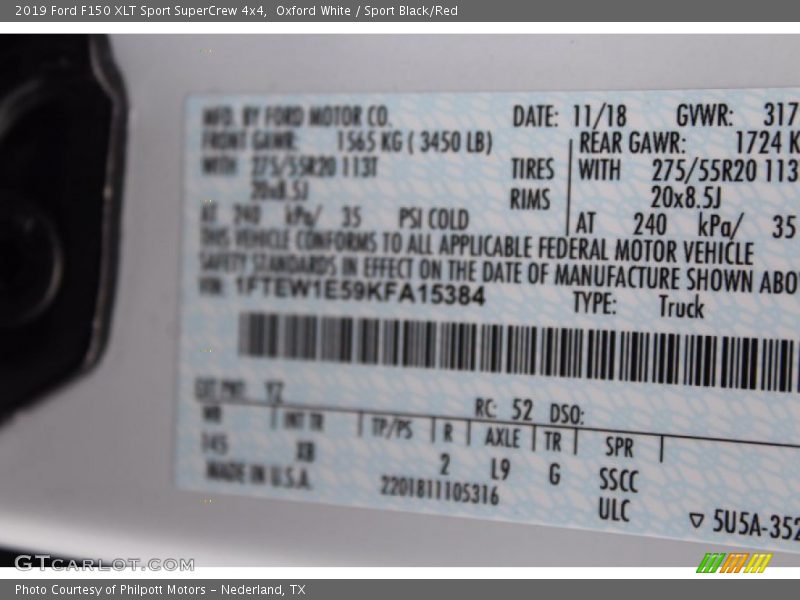 2019 Ford F150 XLT Sport SuperCrew 4x4,  Oxford White / Sport Black/Red
MFD. BY FORD MOTOR CO. DATE: 11/18 GVWR: 317
FRONT GAWR: 1565 KG ( 3450 LB) REAR GAWR: 1724 K
WITH 275/55R20 113T TIRES WITH 275/55R20 113
20x8.5J RIMS 20x8.5J
AT 240 kPa/ 35 PSI COLD AT 240 kPa/ 35
THIS VEHICLE CONFORMS TO ALL APPLICABLE FEDERAL MOTOR VEHICLE
SAFETY STANDARDS IN EFFECT ON THE DATE OF MANUFACTURE SHOWN ABO
VIN: 1FTEW1E59KFA15384 TYPE: Truck
EXT PNT: YZ RC: 52 DSO:
WB INT TR TP/PS R AXLE TR SPR
145 XB 2 L9 G SSCC
MADE IN U.S.A. 2201811105316 ULC ▽ 5U5A-352
GTCARLOT.COM
Photo Courtesy of Philpott Motors - Nederland, TX